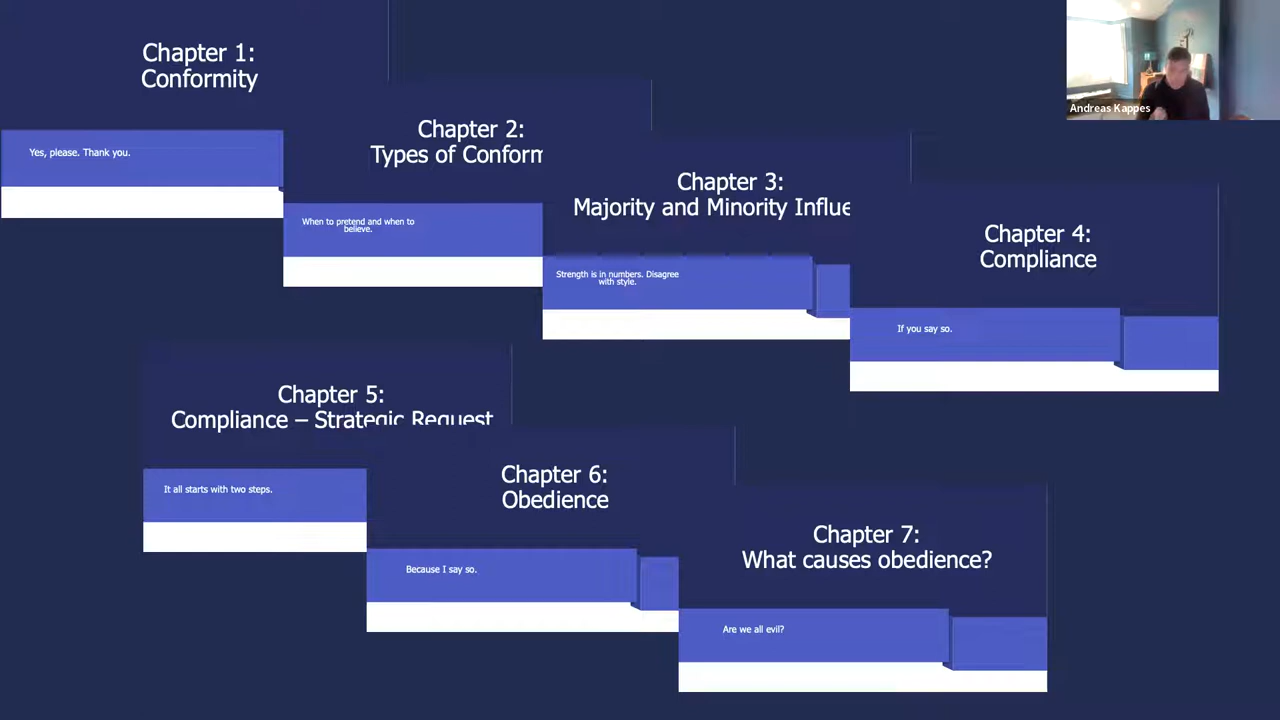 Chapter 1:
Conformity
Yes, please. Thank you.
Chapter 2:
Types of Conform
When to pretend and when to
believe.
Chapter 3:
Majority and Minority Influe
Strength is in numbers. Disagree
with style.
Chapter 4:
Compliance
If you say so.
Chapter 5:
Compliance – Strategic Request
It all starts with two steps.
Chapter 6:
Obedience
Because I say so.
Chapter 7:
What causes obedience?
Are we all evil?
Andreas Kappes